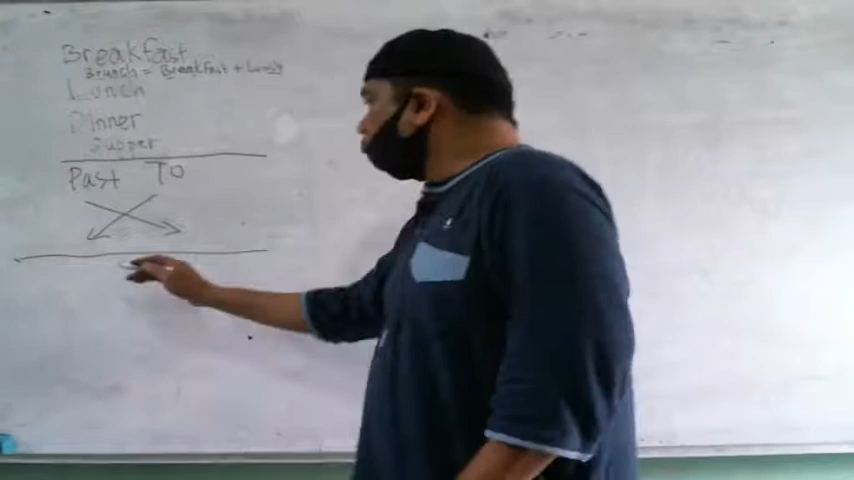 Breakfast
Brunch = Breakfast + Lunch
Lunch
Dinner
Supper
Past To